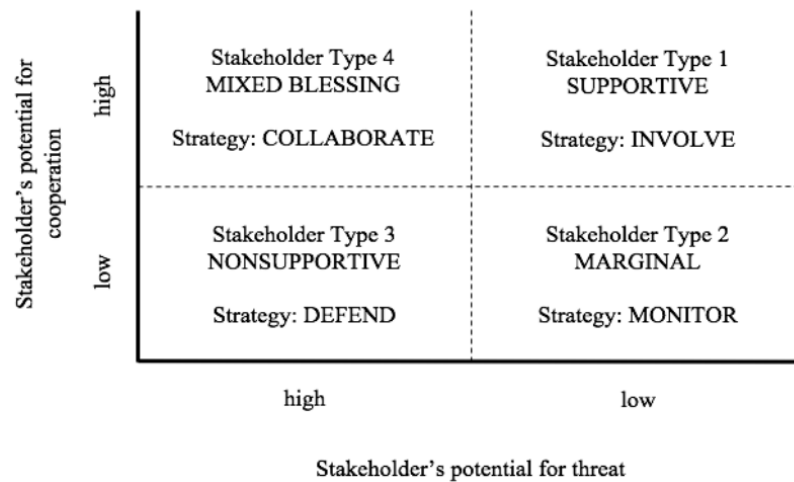 Stakeholder's potential for
cooperation
high
low
Stakeholder Type 4
MIXED BLESSING
Strategy: COLLABORATE
Stakeholder Type 1
SUPPORTIVE
Strategy: INVOLVE
Stakeholder Type 3
NONSUPPORTIVE
Strategy: DEFEND
Stakeholder Type 2
MARGINAL
Strategy: MONITOR
high
low
Stakeholder's potential for threat